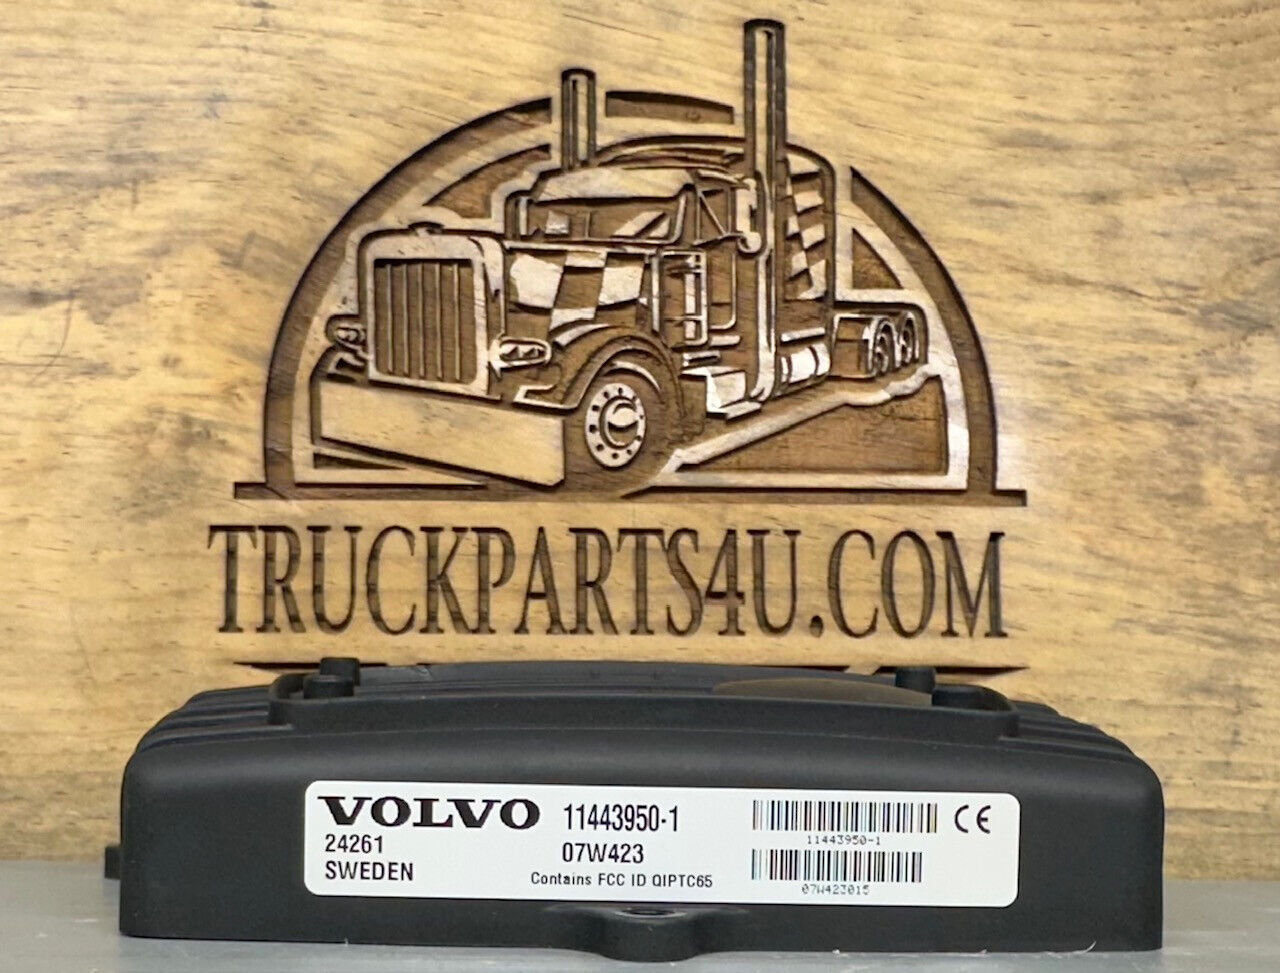 TRUCKPARTS4U.COM
VOLVO 11443950-1
24261 07W423
SWEDEN Contains FCC ID QIPTC65
11443950-1
07W423015
CE